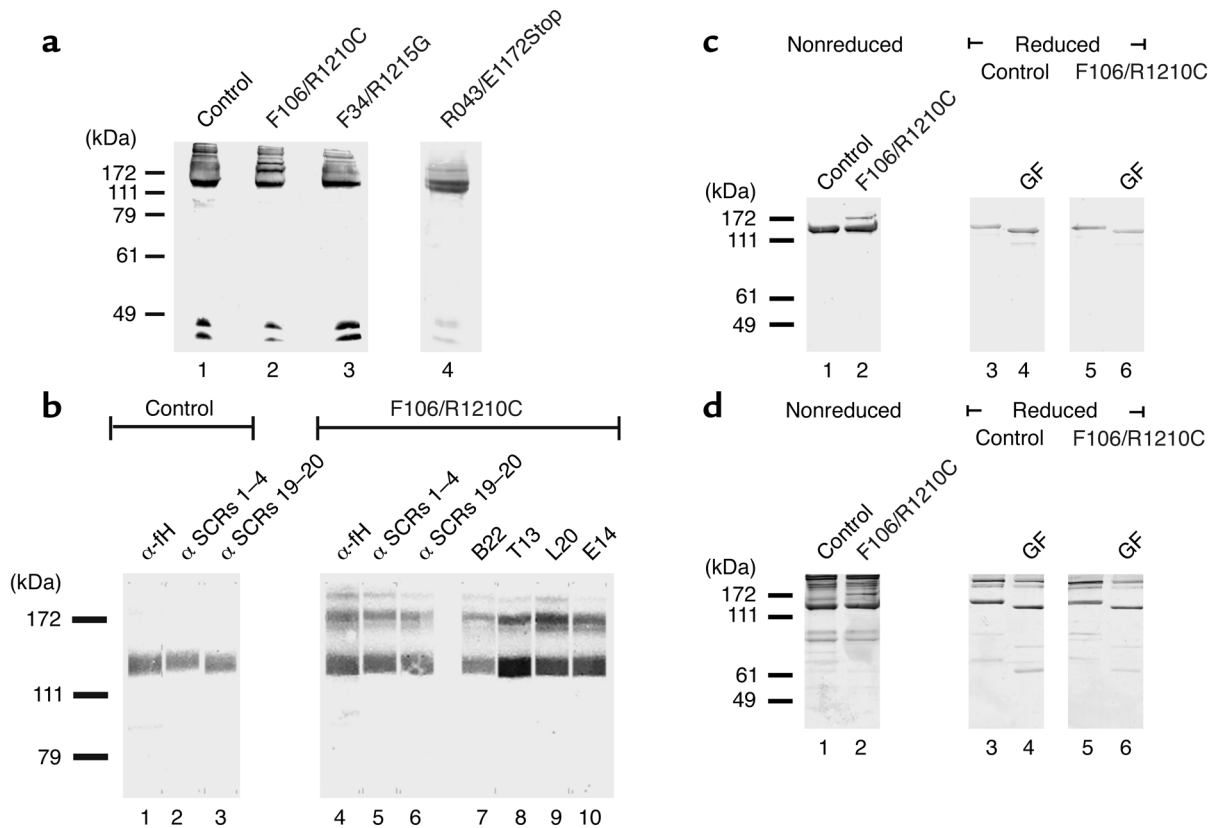 a
Control
F106/R1210C
F34/R1215G
R043/E1172Stop
(kDa)
172
111
79
61
49
1 2 3 4
b
Control
F106/R1210C
α-fH
α SCRs 1–4
α SCRs 19–20
α-fH
α SCRs 1–4
α SCRs 19–20
B22
T13
L20
E14
(kDa)
172
111
79
1 2 3 4 5 6 7 8 9 10
c
Nonreduced
Reduced
Control F106/R1210C
Control
F106/R1210C
GF
GF
(kDa)
172
111
61
49
1 2 3 4 5 6
d
Nonreduced
Reduced
Control F106/R1210C
Control
F106/R1210C
GF
GF
(kDa)
172
111
61
49
1 2 3 4 5 6